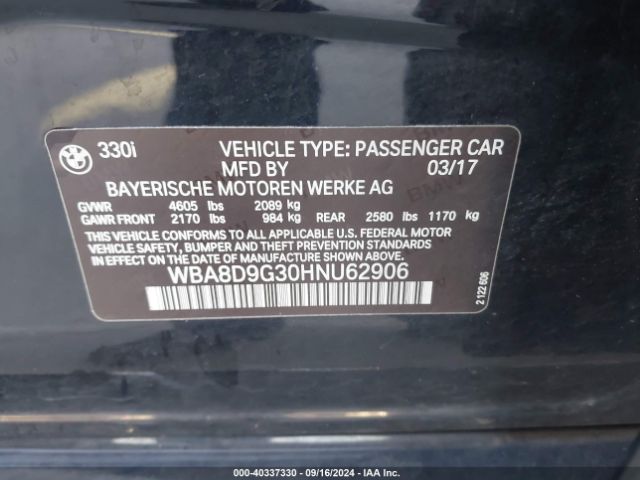 BMW 330i VEHICLE TYPE: PASSENGER CAR
MFD BY 03/17
BAYERISCHE MOTOREN WERKE AG
GVWR 4605 lbs 2089 kg
GAWR FRONT 2170 lbs 984 kg REAR 2580 lbs 1170 kg
THIS VEHICLE CONFORMS TO ALL APPLICABLE U.S. FEDERAL MOTOR
VEHICLE SAFETY, BUMPER AND THEFT PREVENTION STANDARDS
IN EFFECT ON THE DATE OF MANUFACTURE SHOWN ABOVE.
WBA8D9G30HNU62906
2 122 606
000-40337330 - 09/16/2024 - IAA Inc.